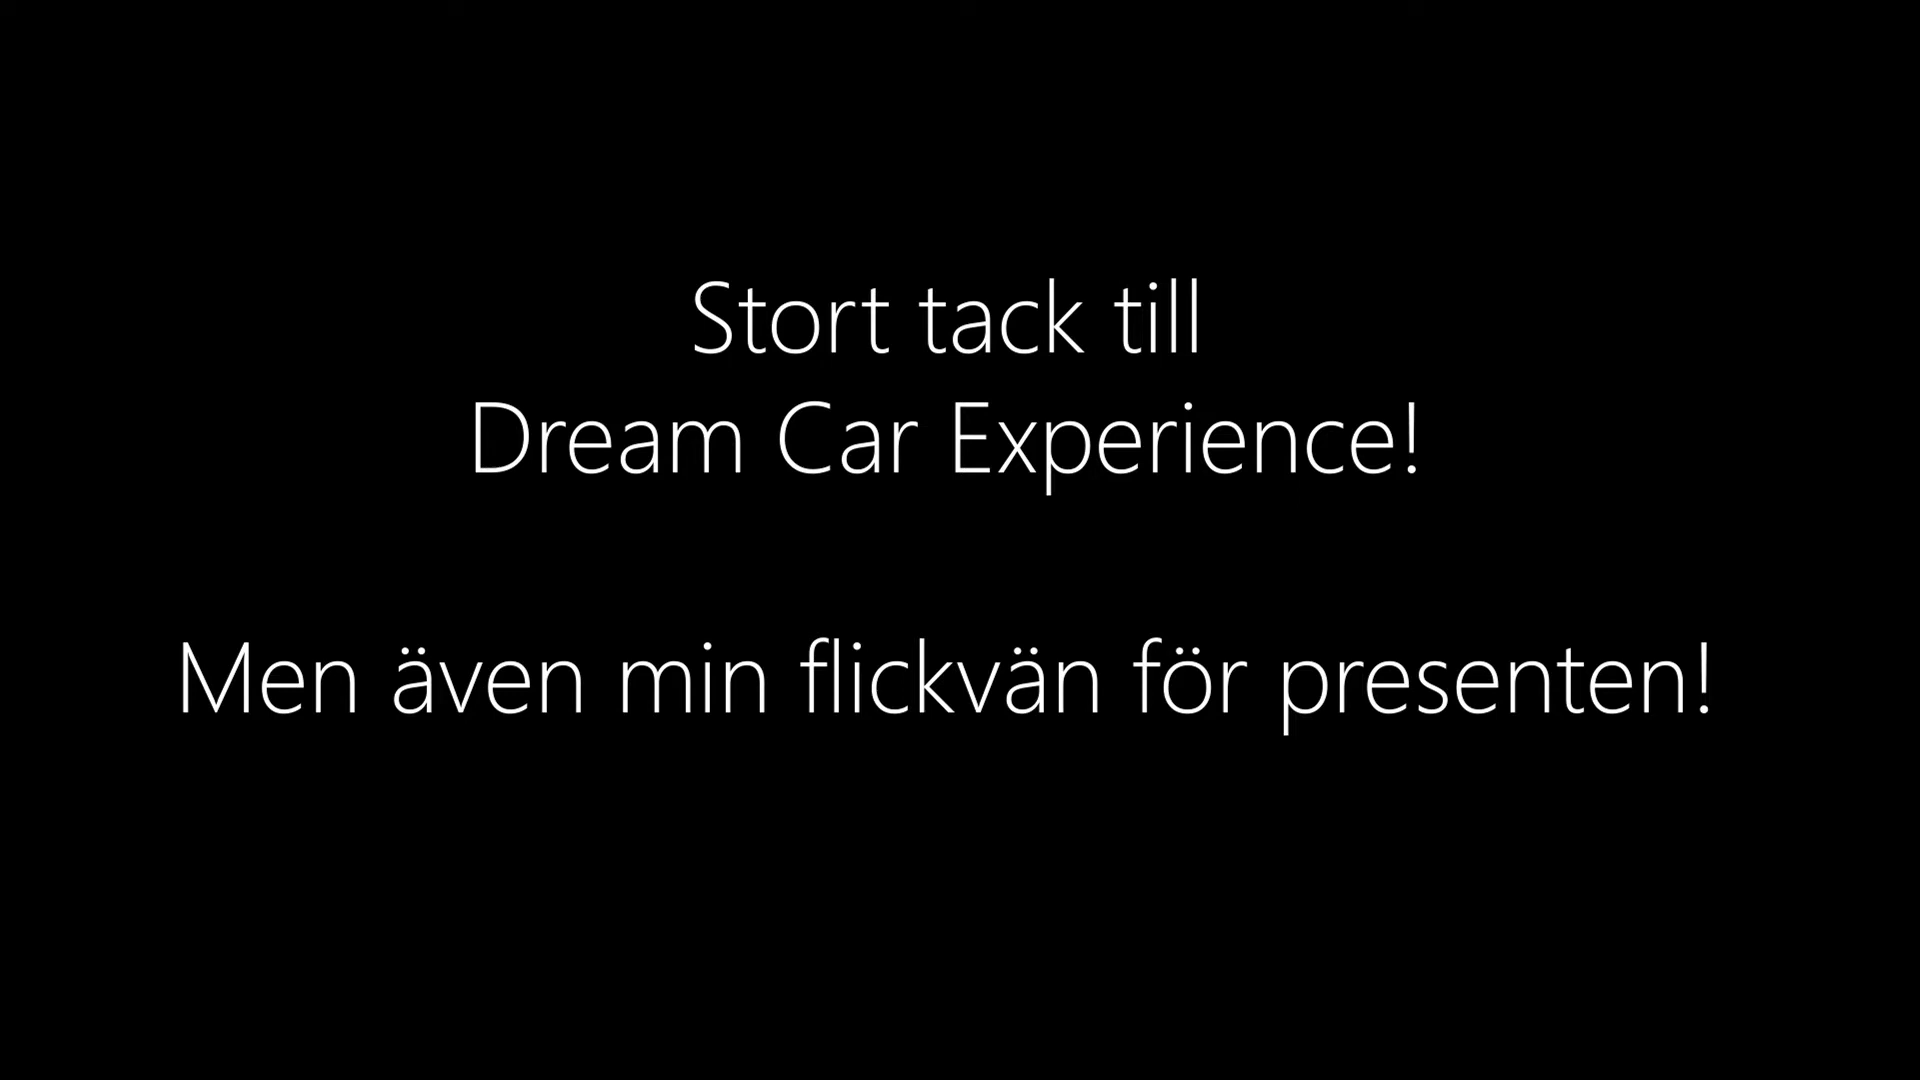 Stort tack till
Dream Car Experience!
Men även min flickvän för presenten!